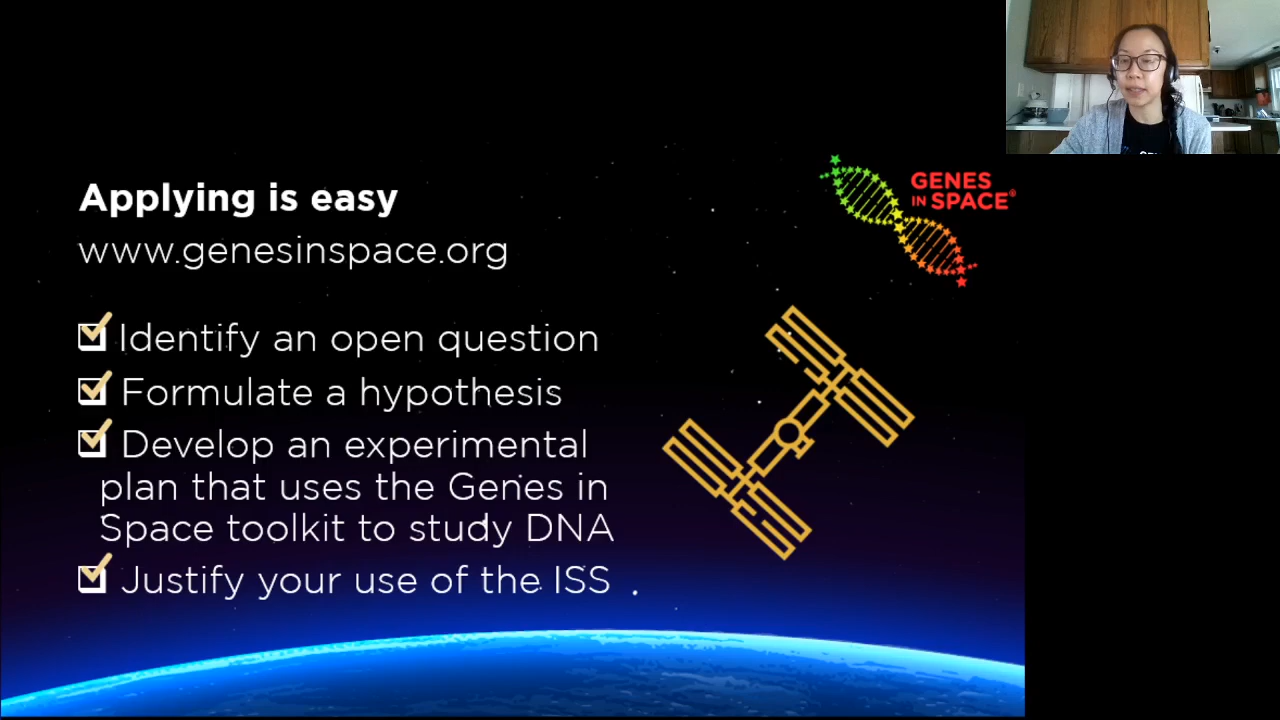 Applying is easy
www.genesinspace.org
GENES
IN SPACE®
Identify an open question
Formulate a hypothesis
Develop an experimental
plan that uses the Genes in
Space toolkit to study DNA
Justify your use of the ISS